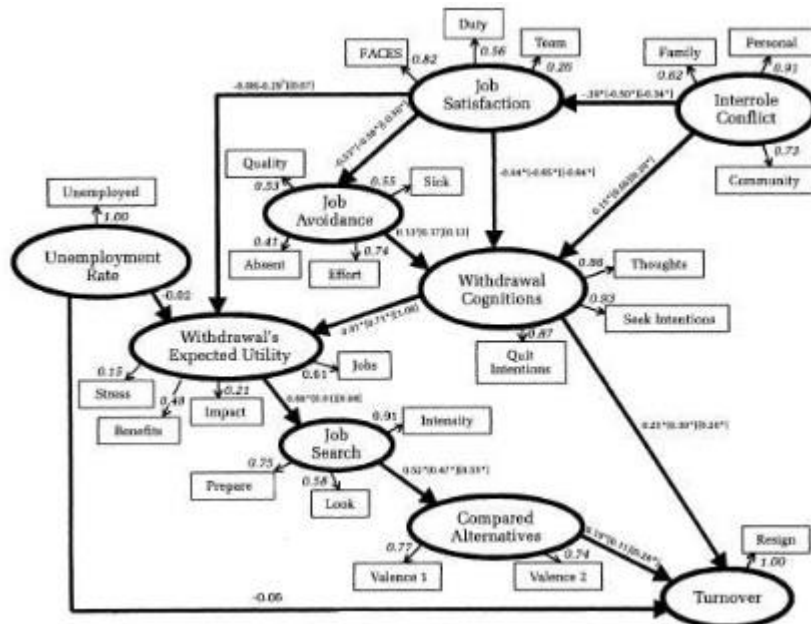 Duty
0.56
FACES
0.82
Team
0.26
Job
Satisfaction
Family
0.62
Personal
0.91
Interrole
Conflict
0.73
Community
Quality
0.53
0.55
Sick
Job
Avoidance
0.41
Absent
0.74
Effort
Unemployed
1.00
Unemployment
Rate
-0.02
Withdrawal
Cognitions
0.86
Thoughts
0.93
Seek Intentions
0.87
Quit
Intentions
Withdrawal's
Expected Utility
0.15
Stress
0.48
Benefits
0.21
Impact
0.61
Jobs
Job
Search
0.91
Intensity
0.75
Prepare
0.58
Look
Compared
Alternatives
0.77
Valence 1
0.74
Valence 2
Resign
1.00
Turnover